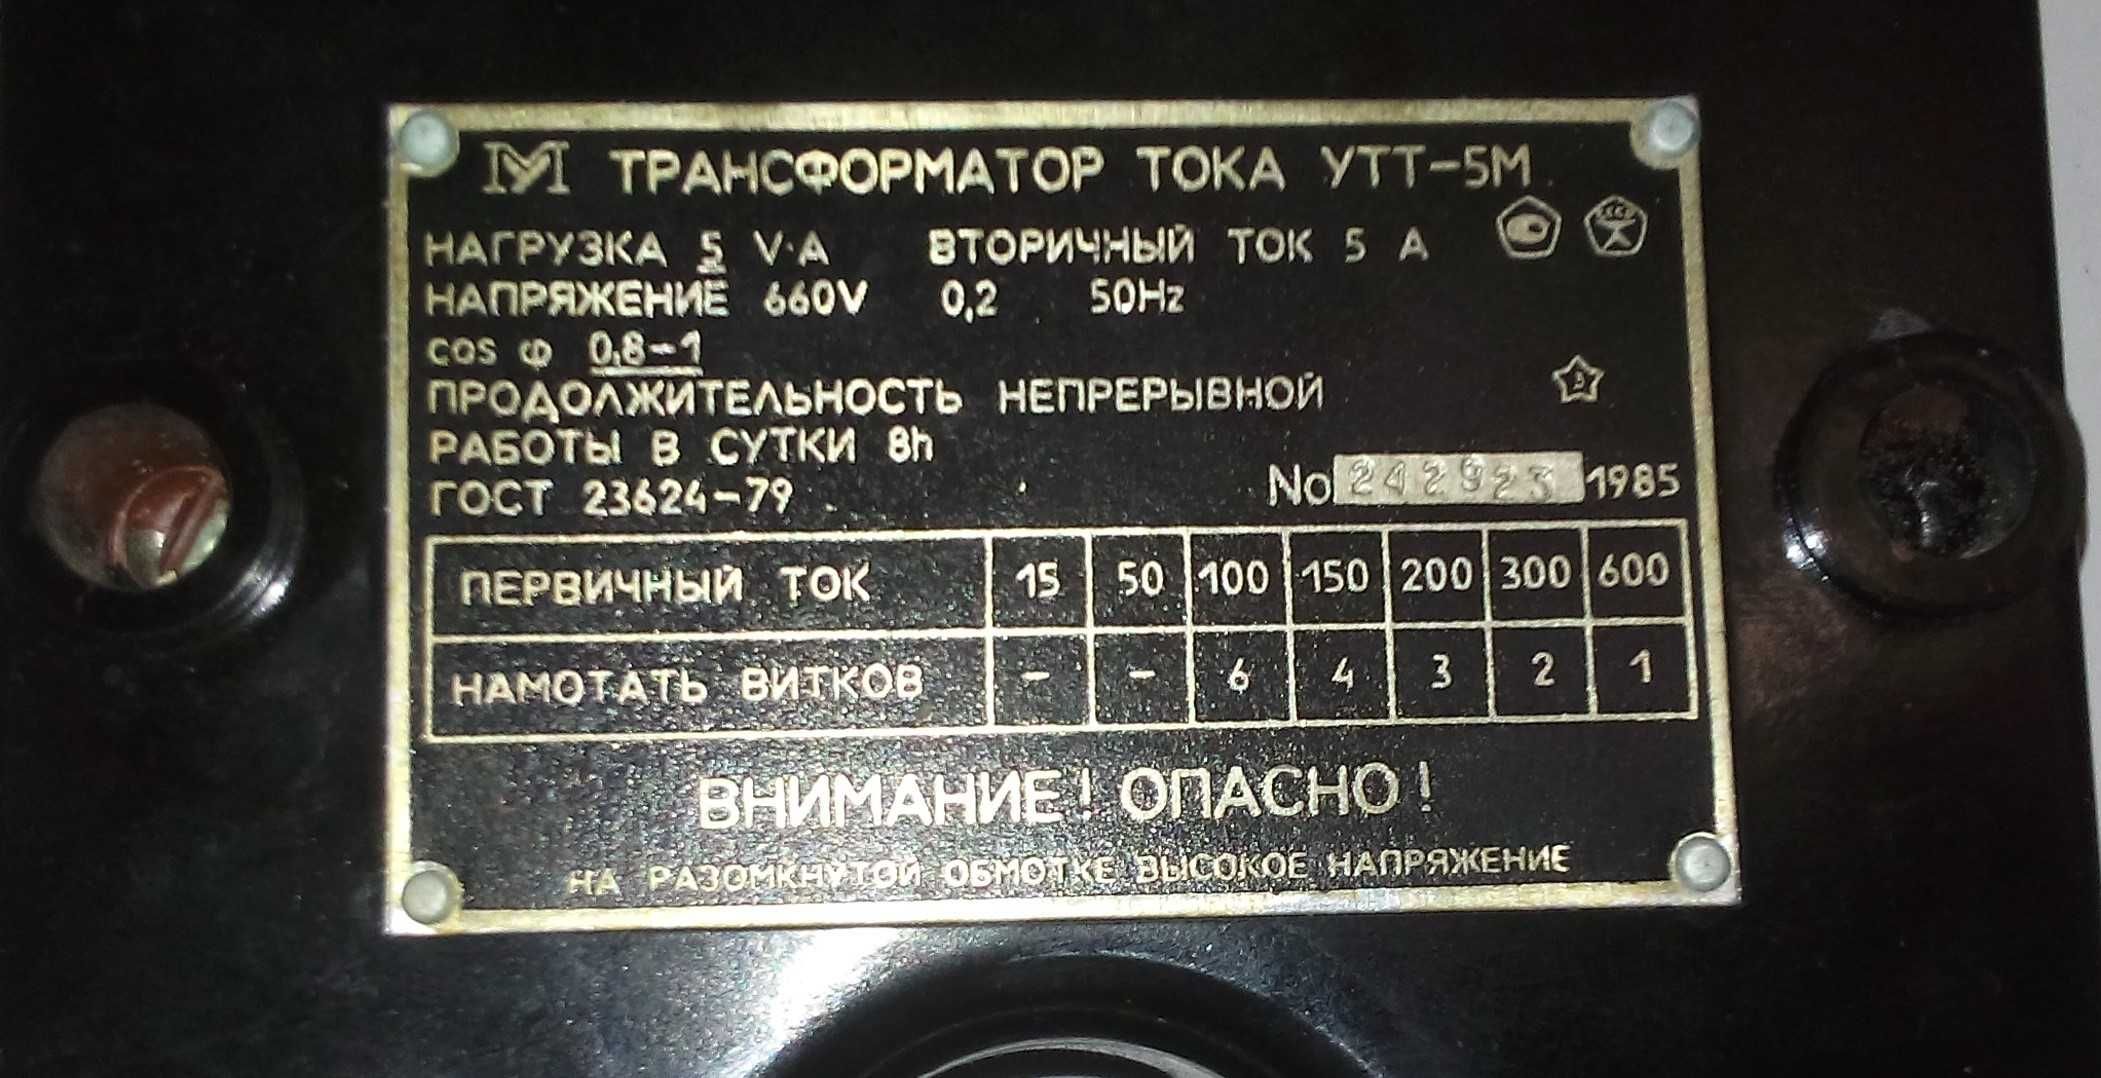 ТРАНСФОРМАТОР ТОКА УТТ-5М
НАГРУЗКА 5 V·A ВТОРИЧНЫЙ ТОК 5 А
НАПРЯЖЕНИЕ 660V 0,2 50Hz
cos φ 0,8-1
ПРОДОЛЖИТЕЛЬНОСТЬ НЕПРЕРЫВНОЙ
РАБОТЫ В СУТКИ 8h
ГОСТ 23624-79 No 242923 1985
ПЕРВИЧНЫЙ ТОК 15 50 100 150 200 300 600
НАМОТАТЬ ВИТКОВ - - 6 4 3 2 1
ВНИМАНИЕ! ОПАСНО!
НА РАЗОМКНУТОЙ ОБМОТКЕ ВЫСОКОЕ НАПРЯЖЕНИЕ